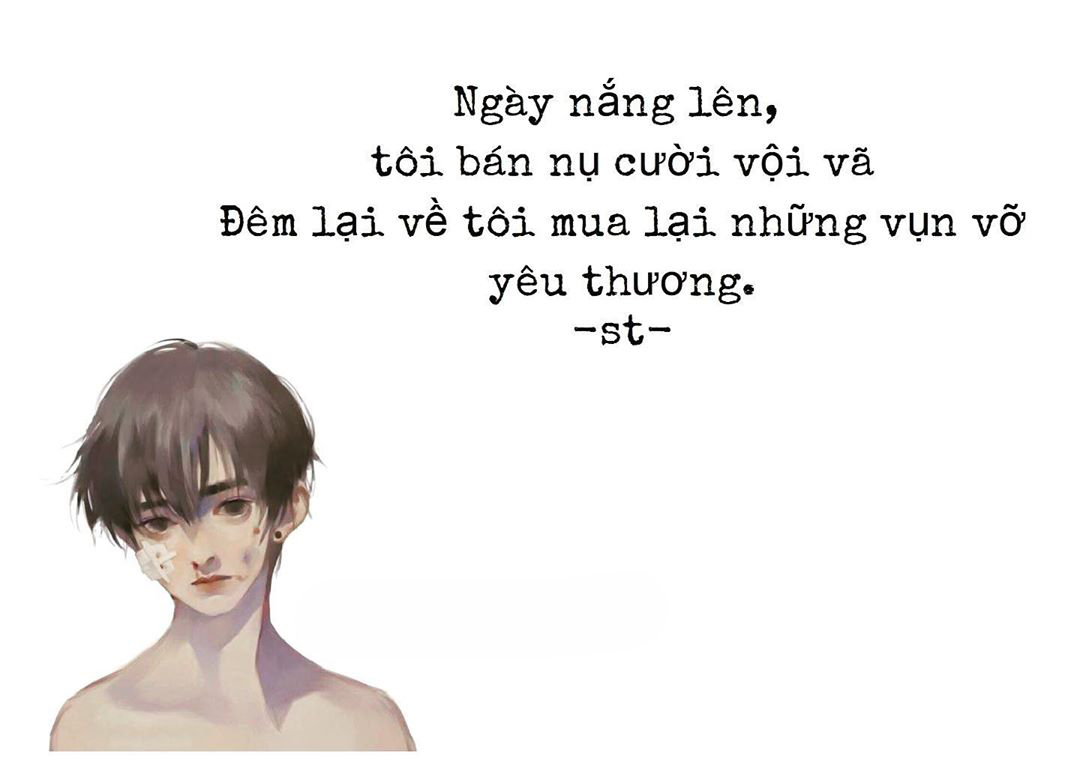 Ngày nắng lên,
tôi bán nụ cười vội vã
Đêm lại về tôi mua lại những vụn vỡ
yêu thương.
-st-